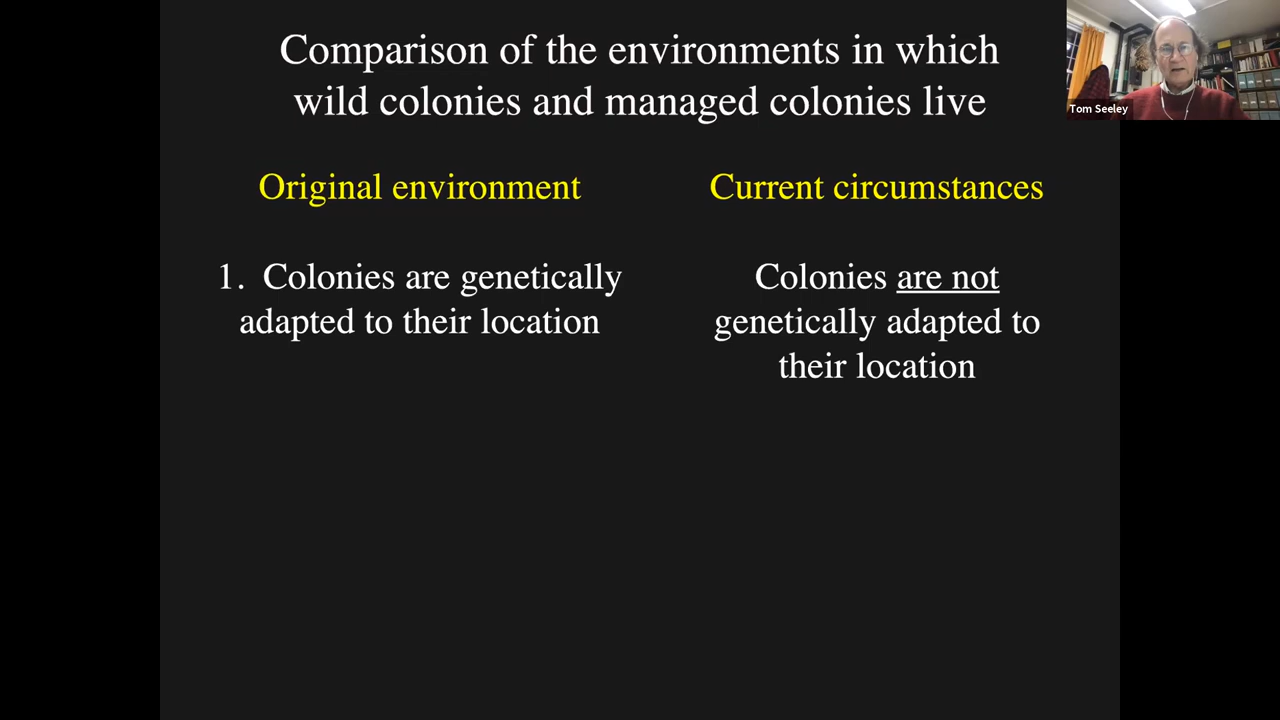 Comparison of the environments in which
wild colonies and managed colonies live
Tom Seeley
Original environment
Current circumstances
1. Colonies are genetically
adapted to their location
Colonies are not
genetically adapted to
their location